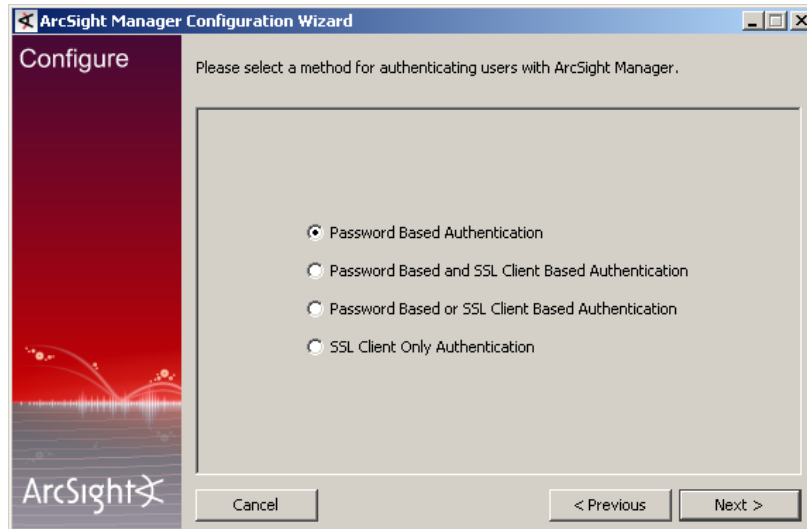 ArcSight Manager Configuration Wizard
Configure
Please select a method for authenticating users with ArcSight Manager.
Password Based Authentication
Password Based and SSL Client Based Authentication
Password Based or SSL Client Based Authentication
SSL Client Only Authentication
ArcSight
Cancel
< Previous
Next >